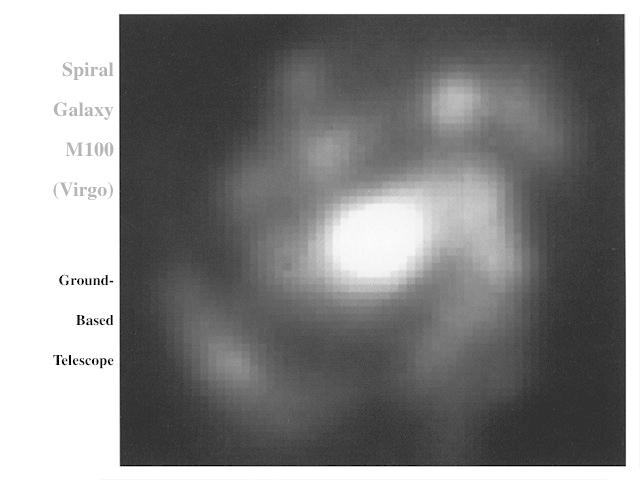 Spiral
Galaxy
M100
(Virgo)
Ground-
Based
Telescope